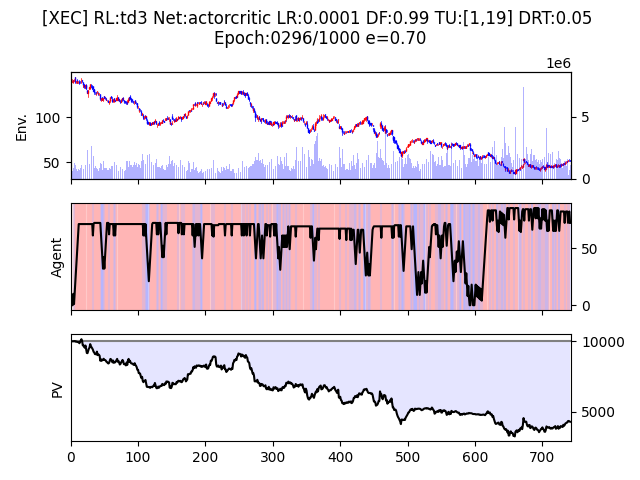 [XEC] RL:td3 Net:actorcritic LR:0.0001 DF:0.99 TU:[1,19] DRT:0.05
Epoch:0296/1000 e=0.70
1e6
Env.
100
50
5
0
Agent
50
0
PV
10000
5000
0 100 200 300 400 500 600 700